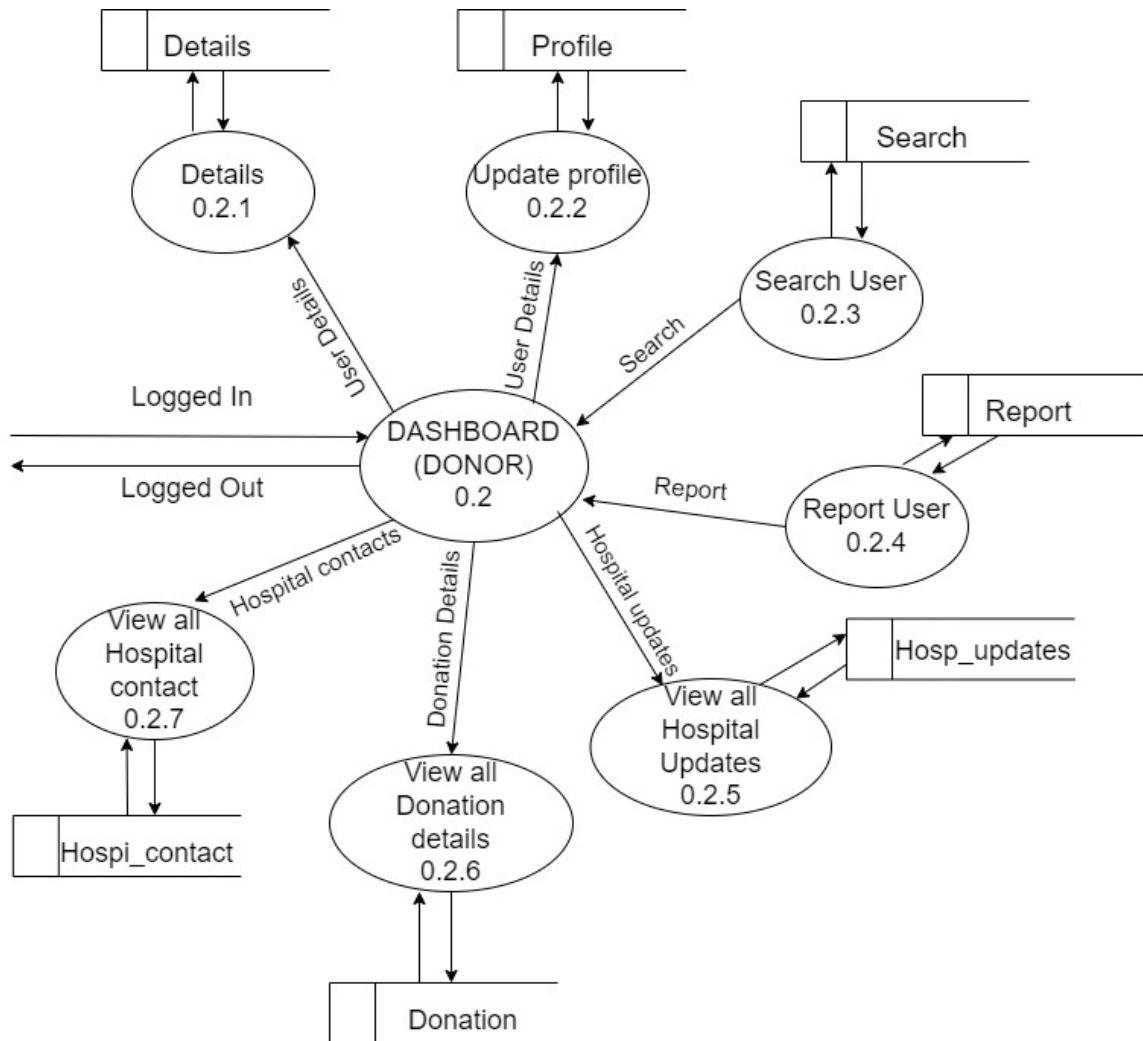 Details
Profile
Search
Details
0.2.1
Update profile
0.2.2
Search User
0.2.3
User Details
User Details
Search
Logged In
Report
DASHBOARD
(DONOR)
0.2
Logged Out
Report
Report User
0.2.4
Hospital contacts
Donation Details
Hospital updates
View all
Hospital
contact
0.2.7
Hosp_updates
View all
Hospital
Updates
0.2.5
View all
Donation
details
0.2.6
Hospi_contact
Donation